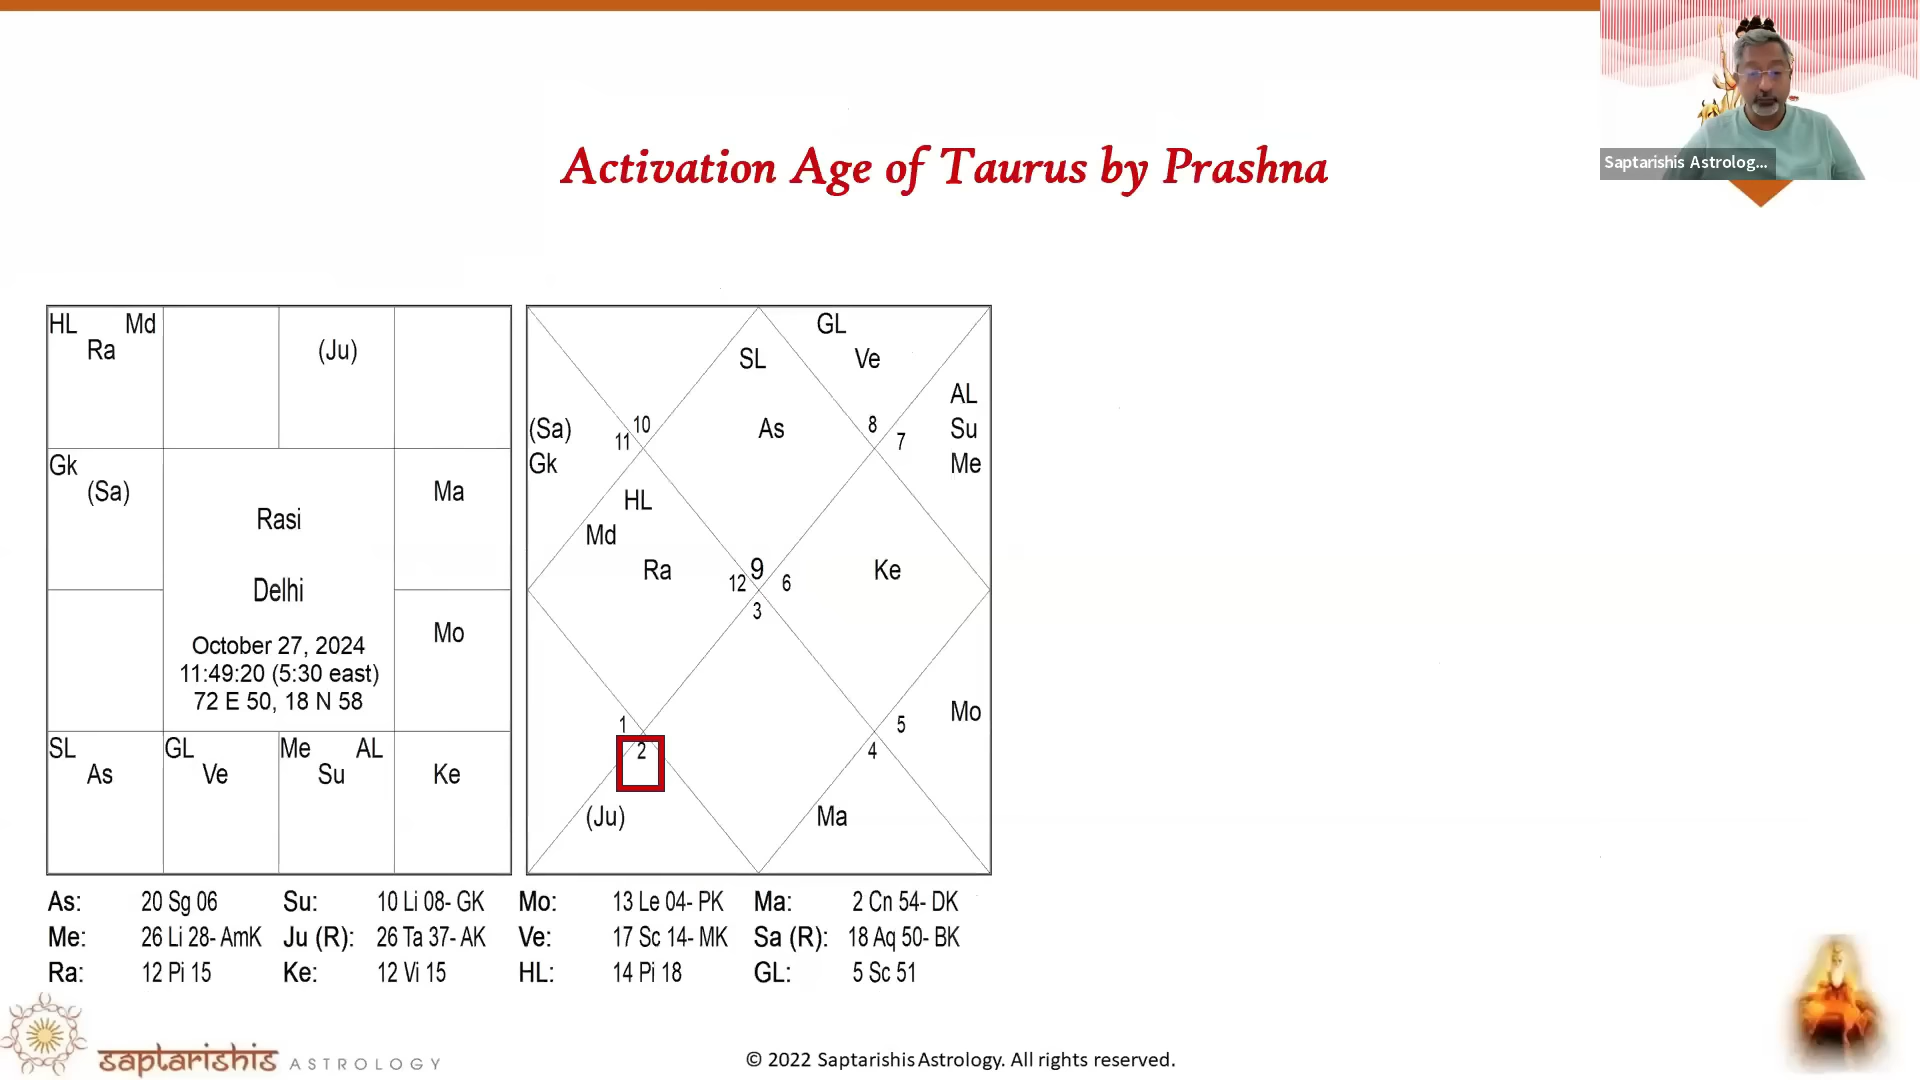 Saptarishis Astrolog...
Activation Age of Taurus by Prashna
HL Md
Ra
(Ju)
Gk
(Sa)
Ma
Rasi
Delhi
October 27, 2024
11:49:20 (5:30 east)
72 E 50, 18 N 58
Mo
SL
As
GL
Ve
Me AL
Su
Ke
GL
SL Ve
AL
(Sa) 10 As 8 Su
11 7
Gk Me
HL
Md
Ra 12 9 6 Ke
3
1 5 Mo
2 4
(Ju) Ma
As: 20 Sg 06 Su: 10 Li 08- GK Mo: 13 Le 04- PK Ma: 2 Cn 54- DK
Me: 26 Li 28- AmK Ju (R): 26 Ta 37- AK Ve: 17 Sc 14- MK Sa (R): 18 Aq 50- BK
Ra: 12 Pi 15 Ke: 12 Vi 15 HL: 14 Pi 18 GL: 5 Sc 51
saptarishis ASTROLOGY
© 2022 Saptarishis Astrology. All rights reserved.